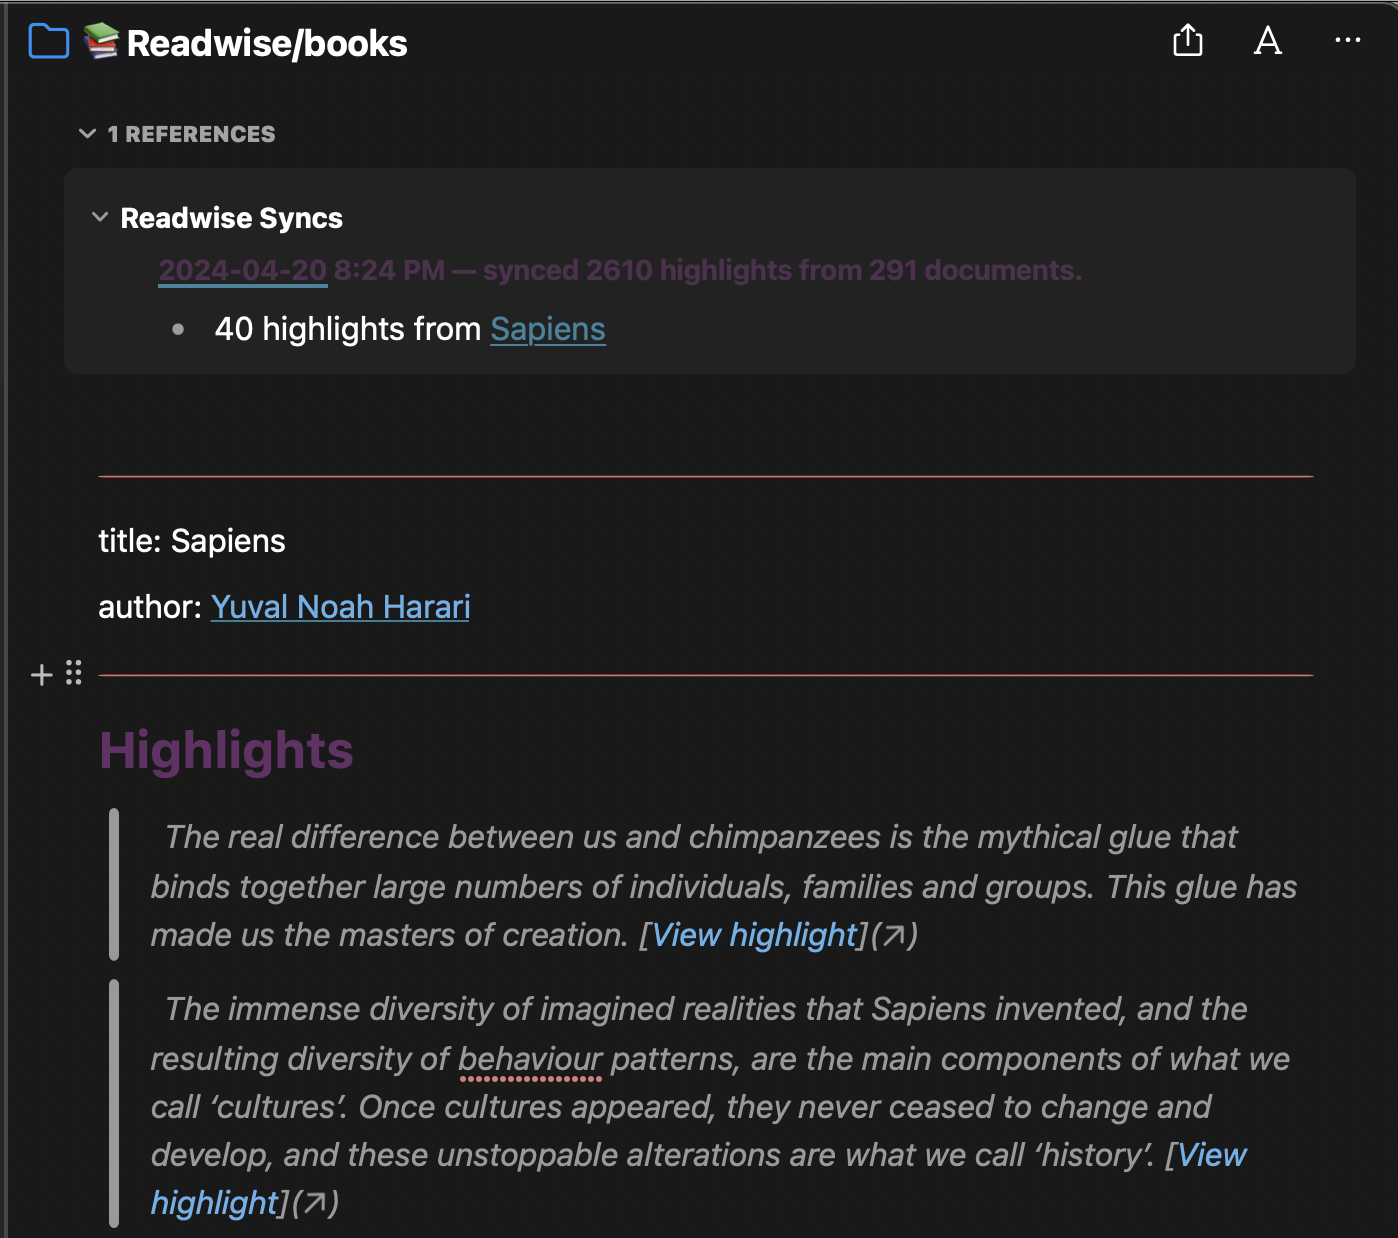 📚Readwise/books
1 REFERENCES
Readwise Syncs
2024-04-20 8:24 PM — synced 2610 highlights from 291 documents.
• 40 highlights from Sapiens
title: Sapiens
author: Yuval Noah Harari
Highlights
The real difference between us and chimpanzees is the mythical glue that
binds together large numbers of individuals, families and groups. This glue has
made us the masters of creation. [View highlight](↗)
The immense diversity of imagined realities that Sapiens invented, and the
resulting diversity of behaviour patterns, are the main components of what we
call ‘cultures’. Once cultures appeared, they never ceased to change and
develop, and these unstoppable alterations are what we call ‘history’. [View
highlight](↗)